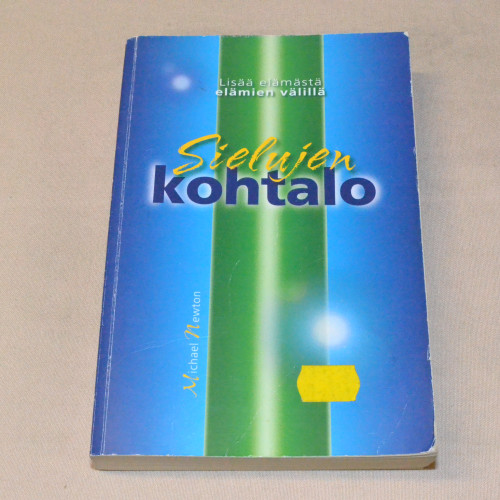 Lisää elämästä
elämien välillä
Sielujen
kohtalo
Michael Newton